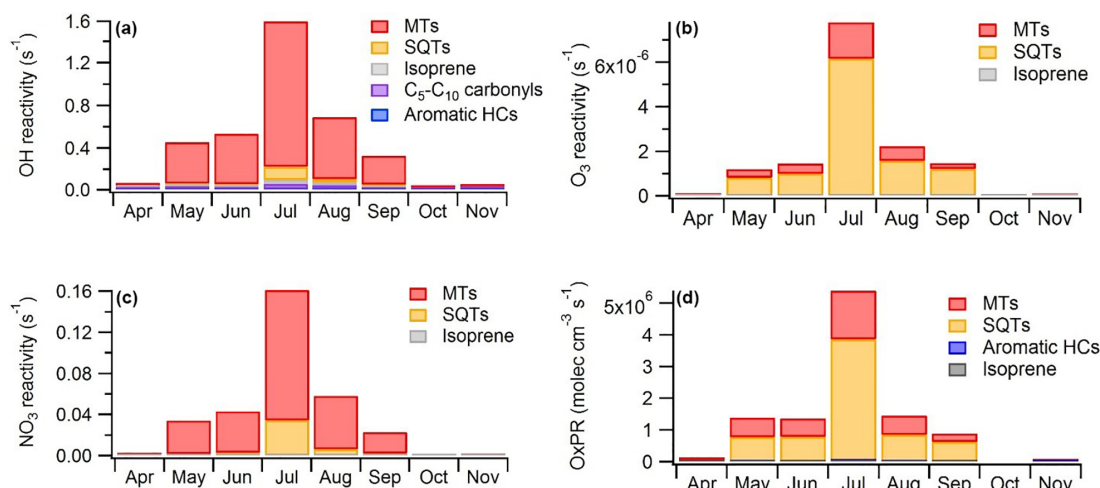 (a)
OH reactivity (s⁻¹)
1.6
1.2
0.8
0.4
0.0
MTs
SQTs
Isoprene
C₅-C₁₀ carbonyls
Aromatic HCs
Apr May Jun Jul Aug Sep Oct Nov
(b)
O₃ reactivity (s⁻¹)
6x10⁻⁶
4
2
0
MTs
SQTs
Isoprene
Apr May Jun Jul Aug Sep Oct Nov
(c)
NO₃ reactivity (s⁻¹)
0.16
0.12
0.08
0.04
0.00
MTs
SQTs
Isoprene
Apr May Jun Jul Aug Sep Oct Nov
(d)
OxPR (molec cm⁻³ s⁻¹)
5x10⁶
4
3
2
1
0
MTs
SQTs
Aromatic HCs
Isoprene
Apr May Jun Jul Aug Sep Oct Nov